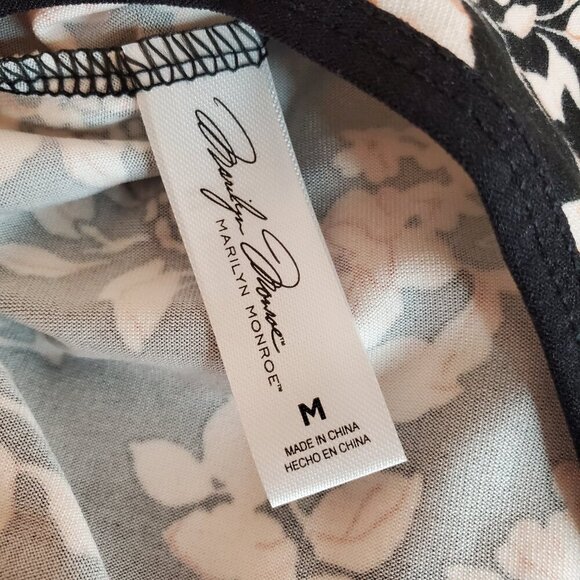 Marilyn Monroe™
MARILYN MONROE™
M
MADE IN CHINA
HECHO EN CHINA